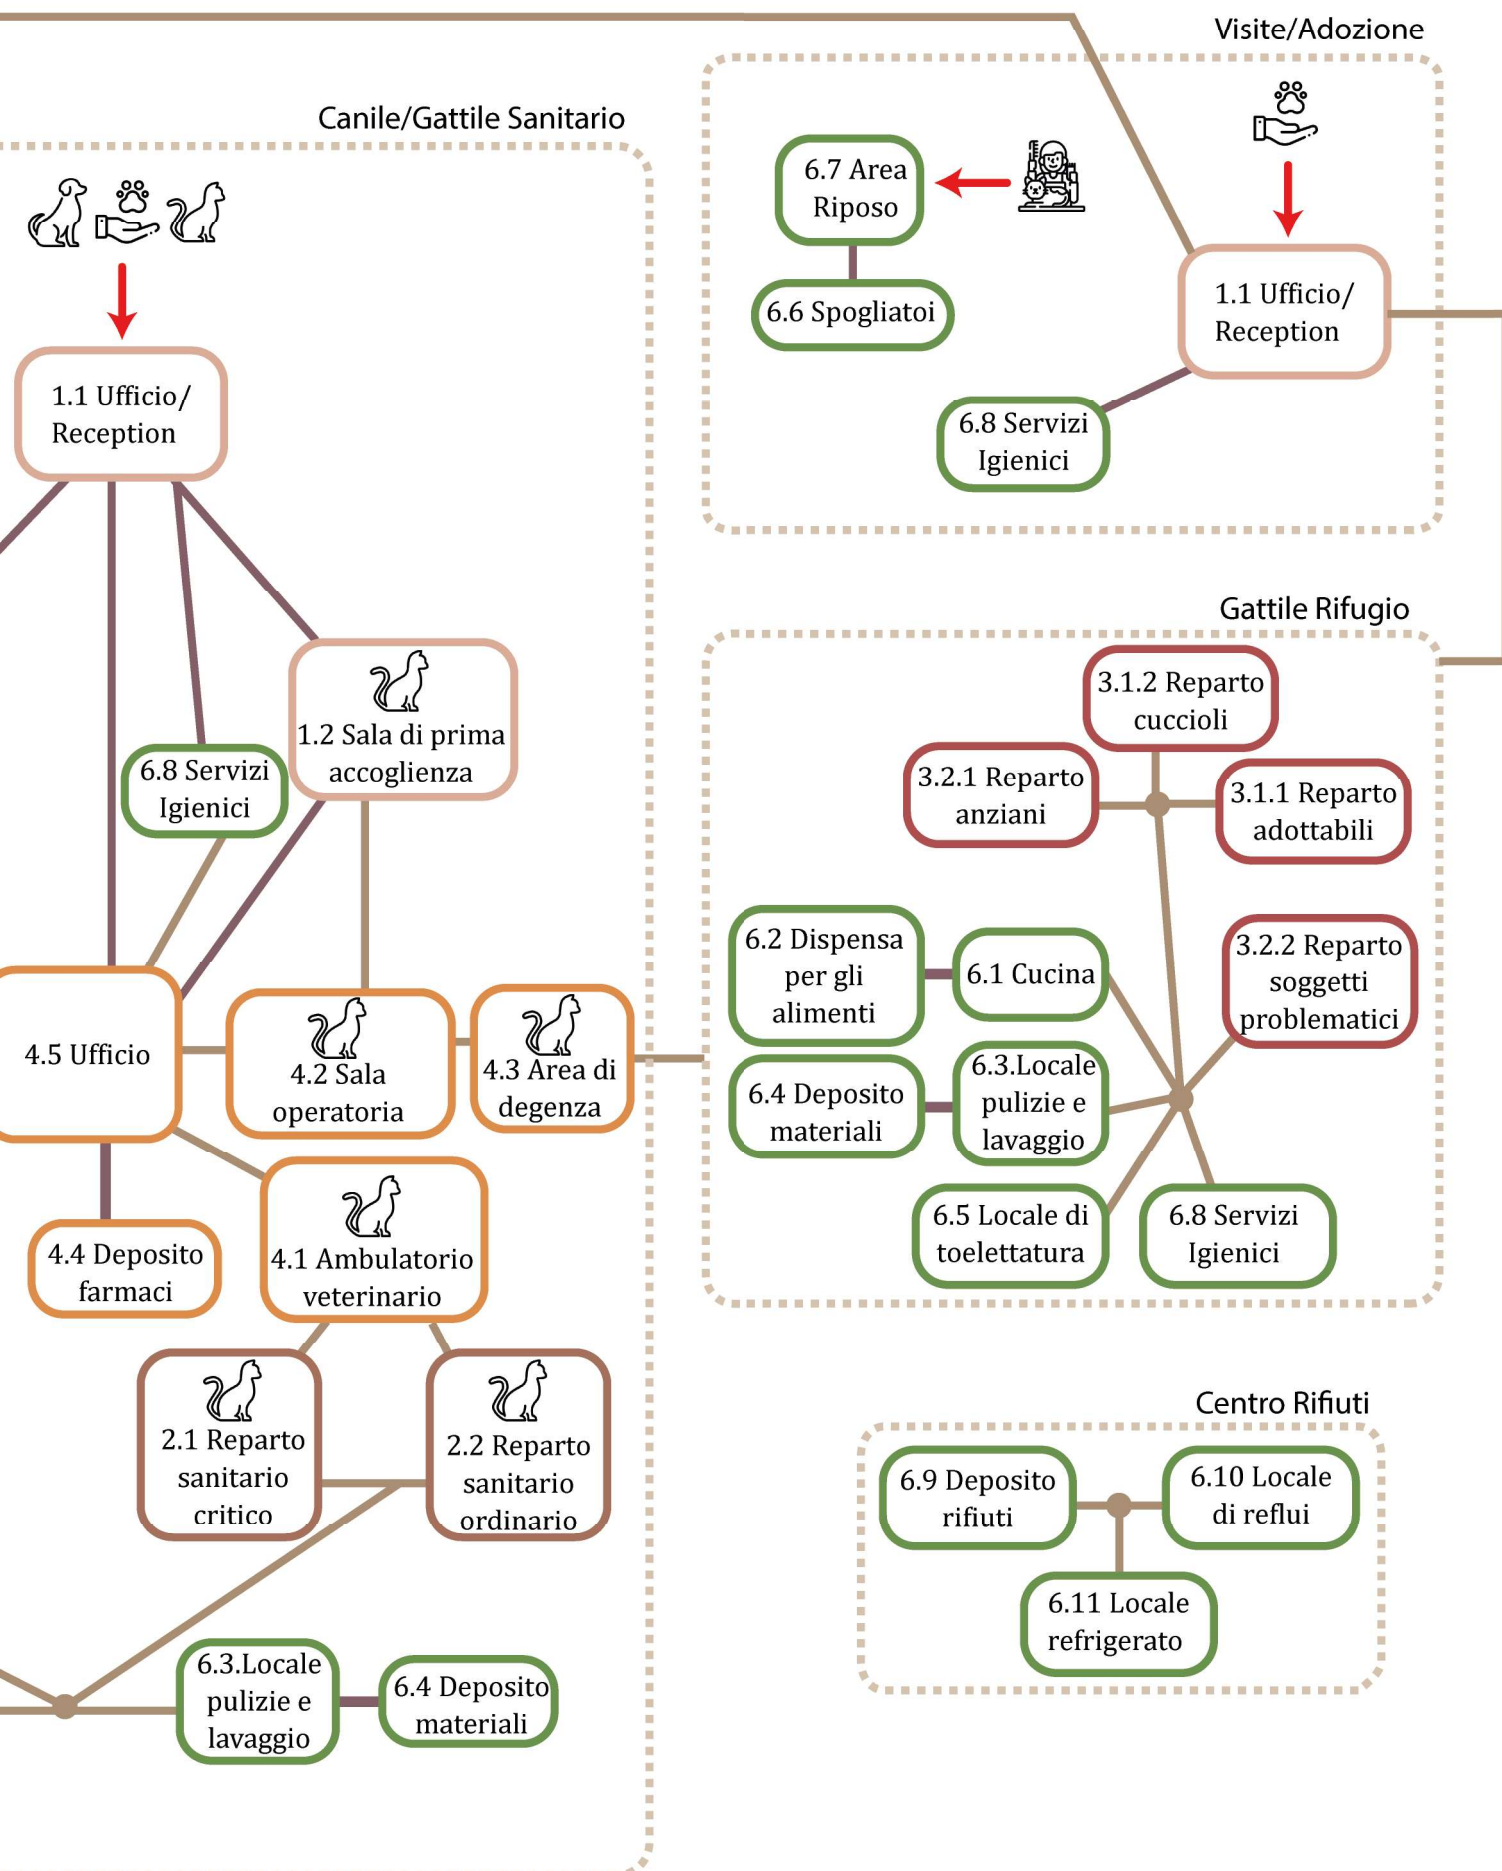 Visite/Adozione
Canile/Gattile Sanitario
6.7 Area
Riposo
6.6 Spogliatoi
1.1 Ufficio/
Reception
6.8 Servizi
Igienici
1.1 Ufficio/
Reception
1.2 Sala di prima
accoglienza
6.8 Servizi
Igienici
4.5 Ufficio
4.2 Sala
operatoria
4.3 Area di
degenza
4.4 Deposito
farmaci
4.1 Ambulatorio
veterinario
2.1 Reparto
sanitario
critico
2.2 Reparto
sanitario
ordinario
6.3.Locale
pulizie e
lavaggio
6.4 Deposito
materiali
Gattile Rifugio
3.1.2 Reparto
cuccioli
3.2.1 Reparto
anziani
3.1.1 Reparto
adottabili
6.2 Dispensa
per gli
alimenti
6.1 Cucina
3.2.2 Reparto
soggetti
problematici
6.4 Deposito
materiali
6.3.Locale
pulizie e
lavaggio
6.5 Locale di
toelettatura
6.8 Servizi
Igienici
Centro Rifiuti
6.9 Deposito
rifiuti
6.10 Locale
di reflui
6.11 Locale
refrigerato